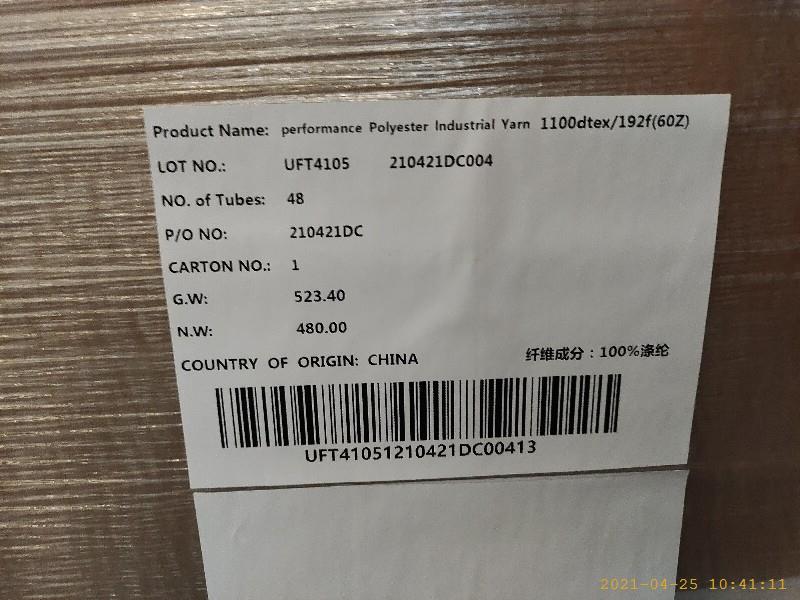 Product Name: performance Polyester Industrial Yarn 1100dtex/192f(60Z)
LOT NO.: UFT4105 210421DC004
NO. of Tubes: 48
P/O NO: 210421DC
CARTON NO.: 1
G.W: 523.40
N.W: 480.00
COUNTRY OF ORIGIN: CHINA 纤维成分：100%涤纶
UFT41051210421DC00413
2021-04-25 10:41:11